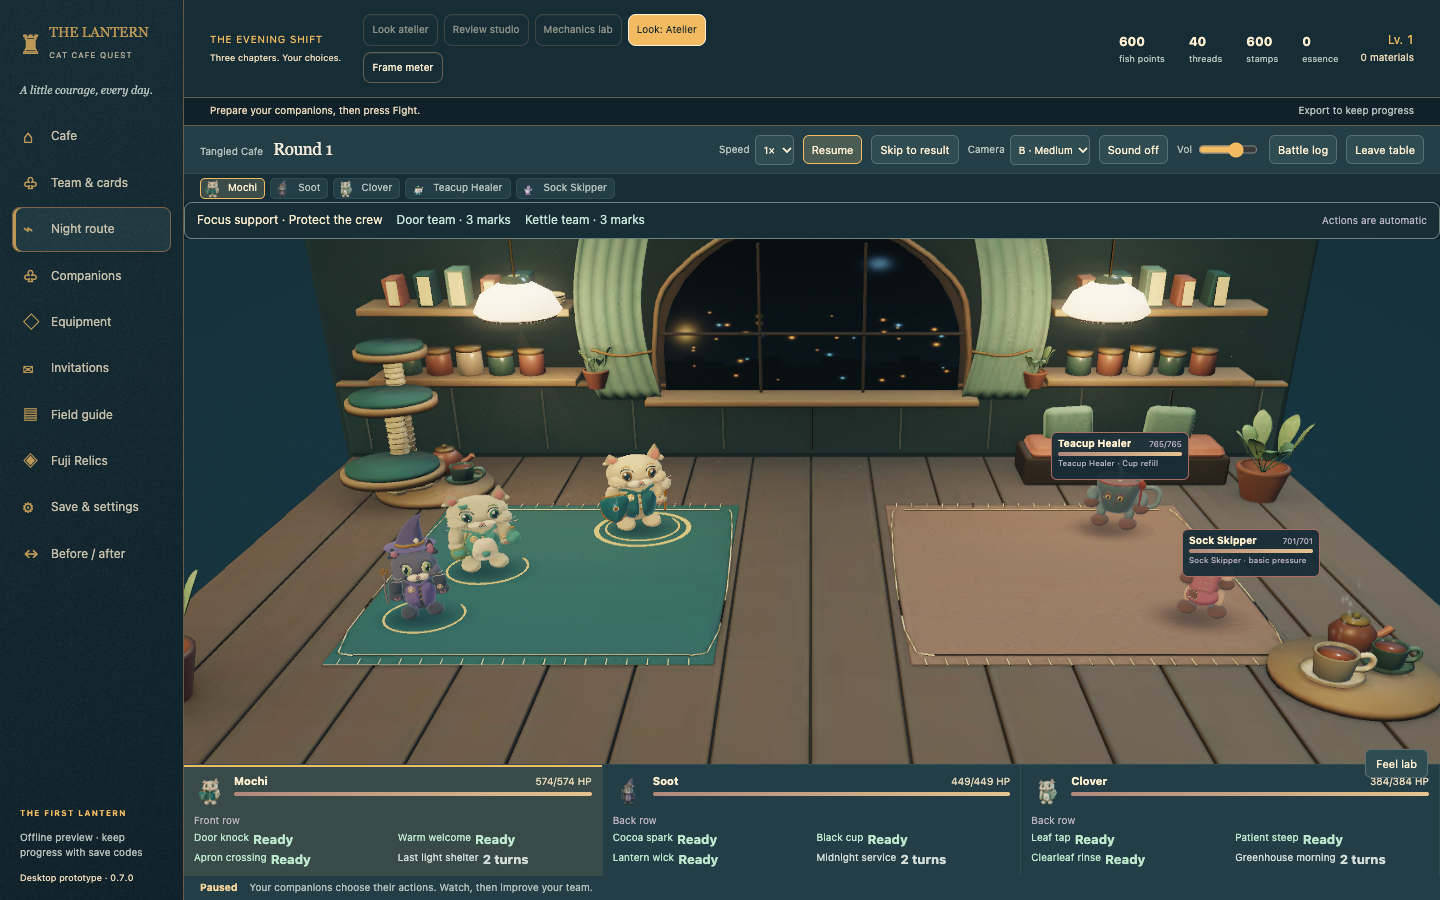 THE LANTERN
CAT CAFE QUEST
A little courage, every day.
Cafe
Team & cards
Night route
Companions
Equipment
Invitations
Field guide
Fuji Relics
Save & settings
Before / after
THE FIRST LANTERN
Offline preview · keep
progress with save codes
Desktop prototype · 0.7.0
THE EVENING SHIFT
Three chapters. Your choices.
Look atelier
Review studio
Mechanics lab
Look: Atelier
Frame meter
600 fish points
40 threads
600 stamps
0 essence
Lv. 1
0 materials
Prepare your companions, then press Fight.
Export to keep progress
Tangled Cafe Round 1
Speed 1x
Resume
Skip to result
Camera B · Medium
Sound off
Vol
Battle log
Leave table
Mochi
Soot
Clover
Teacup Healer
Sock Skipper
Focus support · Protect the crew Door team · 3 marks Kettle team · 3 marks
Actions are automatic
Teacup Healer 765/765
Teacup Healer · Cup refill
Sock Skipper 701/701
Sock Skipper · basic pressure
Feel lab
Mochi 574/574 HP
Front row
Door knock Ready Warm welcome Ready
Apron crossing Ready Last light shelter 2 turns
Soot 449/449 HP
Back row
Cocoa spark Ready Black cup Ready
Lantern wick Ready Midnight service 2 turns
Clover 384/384 HP
Back row
Leaf tap Ready Patient steep Ready
Clearleaf rinse Ready Greenhouse morning 2 turns
Paused Your companions choose their actions. Watch, then improve your team.